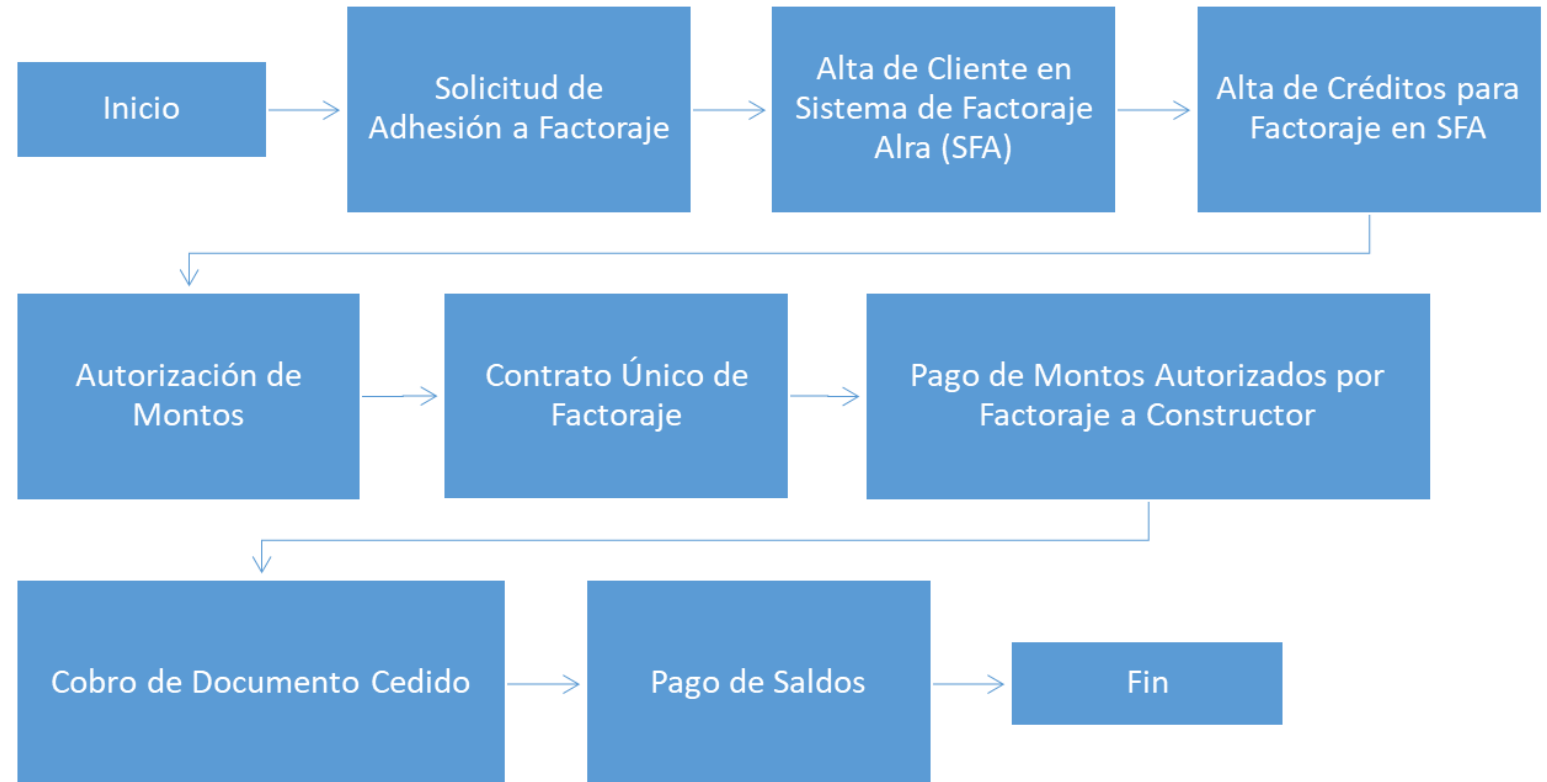 Inicio
Solicitud de
Adhesión a Factoraje
Alta de Cliente en
Sistema de Factoraje
Alra (SFA)
Alta de Créditos para
Factoraje en SFA
Autorización de
Montos
Contrato Único de
Factoraje
Pago de Montos Autorizados por
Factoraje a Constructor
Cobro de Documento Cedido
Pago de Saldos
Fin